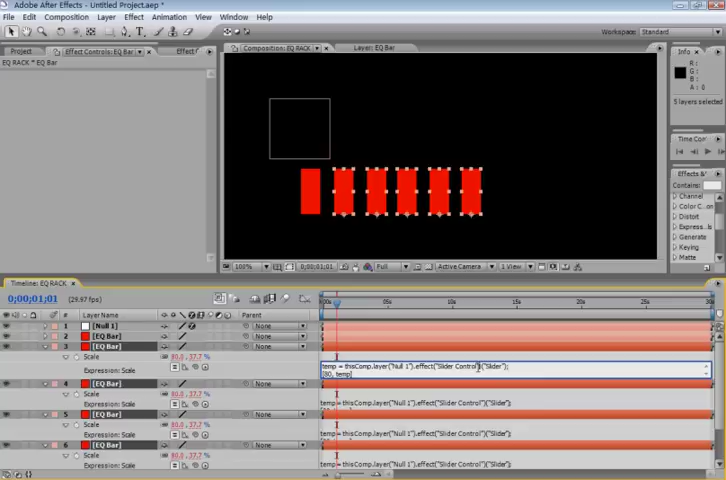 Adobe After Effects - Untitled Project.aep *
File Edit Composition Layer Effect Animation View Window Help
Workspace: Standard
Project Effect Controls: EQ Bar Effect
Composition: EQ RACK Layer: EQ Bar
Info
EQ RACK * EQ Bar
R:
G:
B:
A: 0
5 layers selected
Time Con
Effects &
Contains:
Channel
Color C
Distort
Express
Generate
Keying
Matte
100% 0;00;01;01 Full Active Camera 1 View
Timeline: EQ RACK
0;00;01;01 (29.97 fps)
05s 10s 15s 20s 25s
# Layer Name Parent
1 [Null 1] None
2 [EQ Bar] None
3 [EQ Bar] None
Scale 80.0, 37.7 %
Expression: Scale temp = thisComp.layer("Null 1").effect("Slider Control")("Slider");
[80, temp]
4 [EQ Bar] None
Scale 80.0, 37.7 %
Expression: Scale temp = thisComp.layer("Null 1").effect("Slider Control")("Slider");
5 [EQ Bar] None
Scale 80.0, 37.7 %
Expression: Scale temp = thisComp.layer("Null 1").effect("Slider Control")("Slider");
6 [EQ Bar] None
Scale 80.0, 37.7 %
Expression: Scale temp = thisComp.layer("Null 1").effect("Slider Control")("Slider");